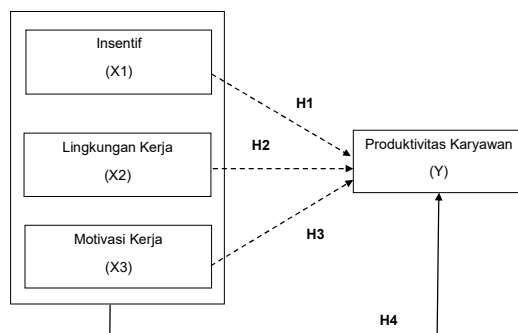 Insentif
(X1)
H1
Lingkungan Kerja
(X2)
H2
Produktivitas Karyawan
(Y)
Motivasi Kerja
(X3)
H3
H4